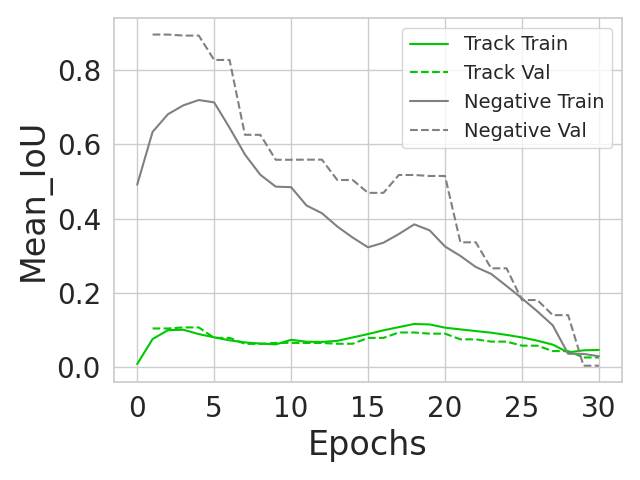 Track Train
Track Val
Negative Train
Negative Val
Mean_IoU
0.8
0.6
0.4
0.2
0.0
0 5 10 15 20 25 30
Epochs